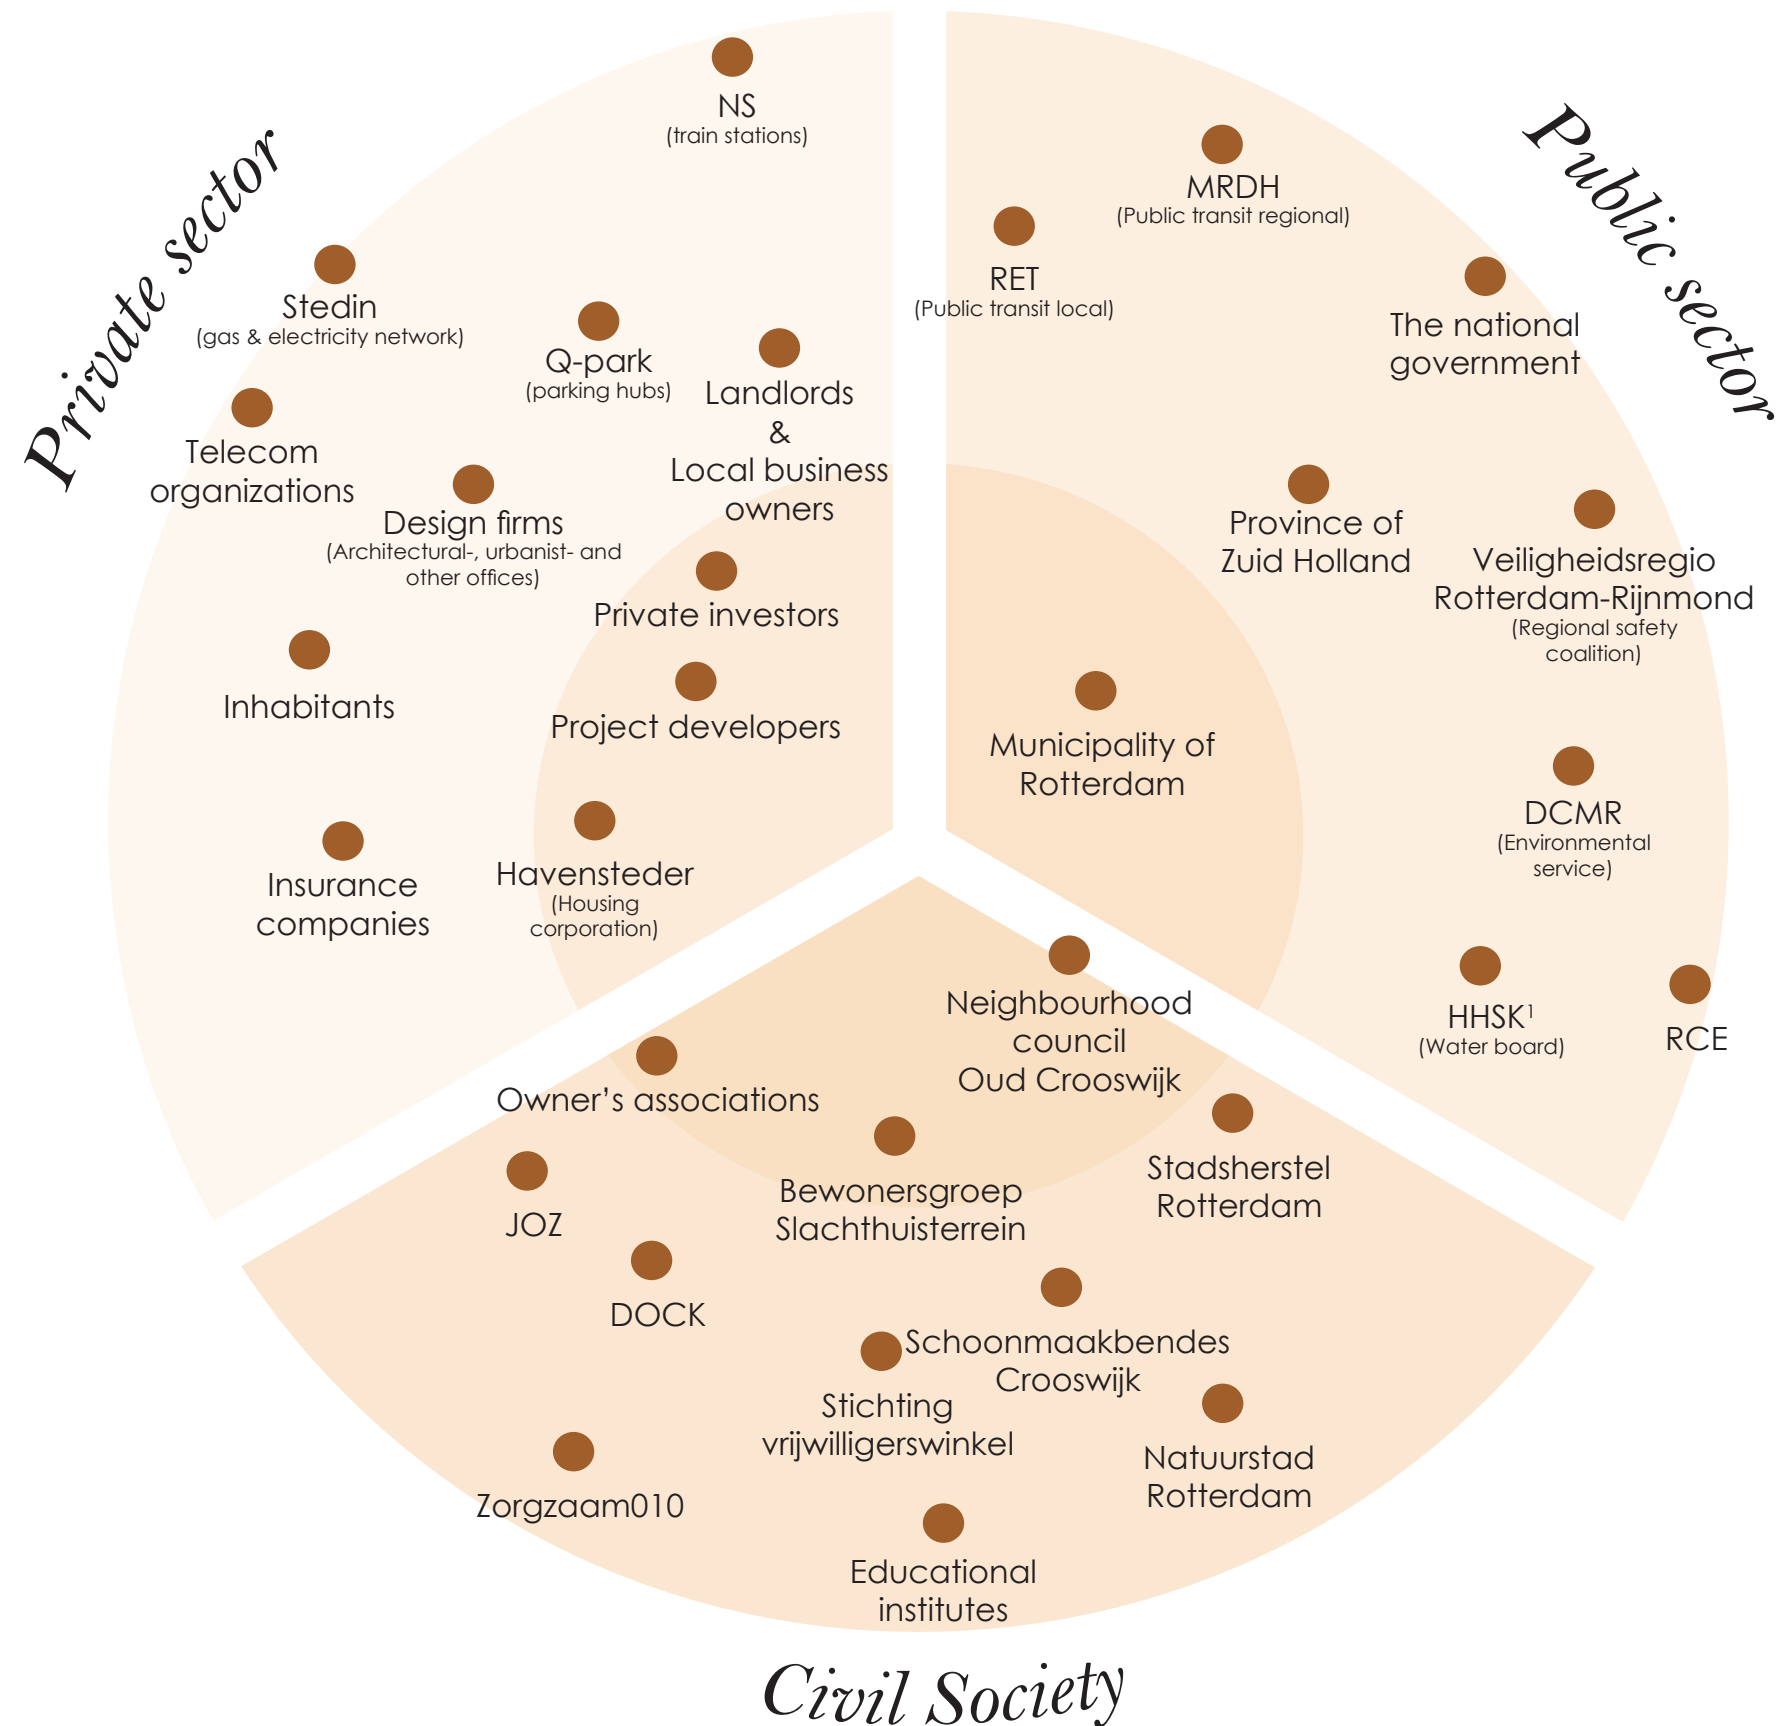 Private sector
NS
(train stations)
Stedin
(gas & electricity network)
Q-park
(parking hubs)
Landlords
&
Local business
owners
Telecom
organizations
Design firms
(Architectural-, urbanist- and
other offices)
Private investors
Inhabitants
Project developers
Insurance
companies
Havensteder
(Housing
corporation)
Public sector
MRDH
(Public transit regional)
RET
(Public transit local)
The national
government
Province of
Zuid Holland
Veiligheidsregio
Rotterdam-Rijnmond
(Regional safety
coalition)
Municipality of
Rotterdam
DCMR
(Environmental
service)
HHSK¹
(Water board)
RCE
Neighbourhood
council
Oud Crooswijk
Owner’s associations
Bewonersgroep
Slachthuisterrein
Stadsherstel
Rotterdam
JOZ
DOCK
Schoonmaakbendes
Crooswijk
Stichting
vrijwilligerswinkel
Natuurstad
Rotterdam
Zorgzaam010
Educational
institutes
Civil Society